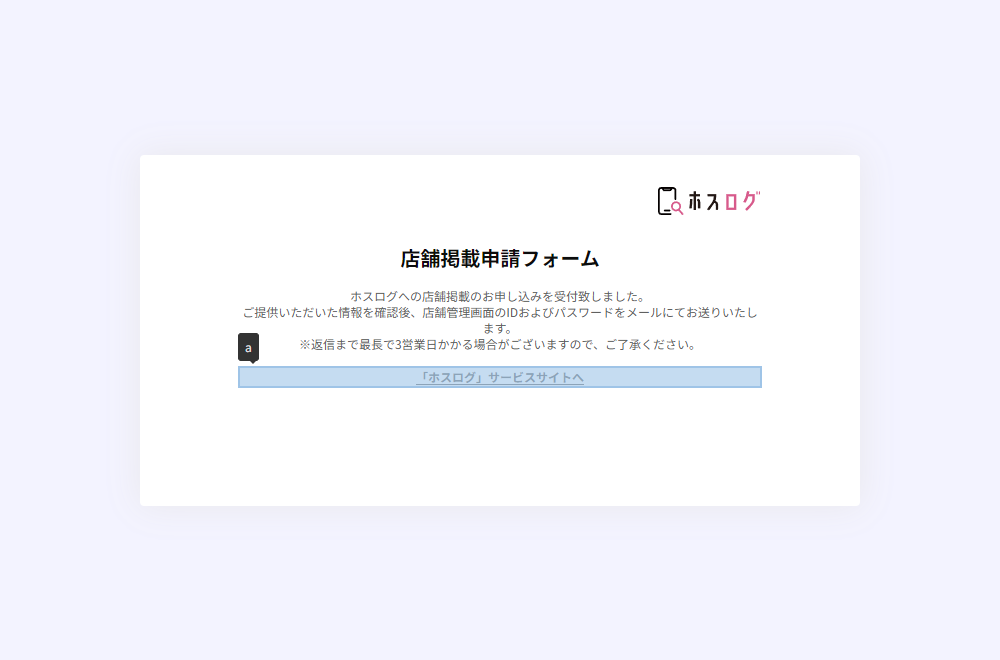 ホスログ
店舗掲載申請フォーム
ホスログへの店舗掲載のお申し込みを受付致しました。
ご提供いただいた情報を確認後、店舗管理画面のIDおよびパスワードをメールにてお送りいたし
ます。
※返信まで最長で3営業日かかる場合がございますので、ご了承ください。
a
「ホスログ」サービスサイトへ